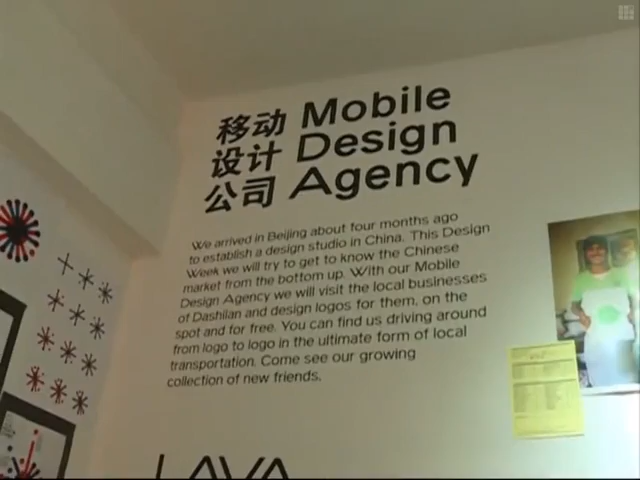 移动 Mobile
设计 Design
公司 Agency
We arrived in Beijing about four months ago
to establish a design studio in China. This Design
Week we will try to get to know the Chinese
market from the bottom up. With our Mobile
Design Agency we will visit the local businesses
of Dashilan and design logos for them, on the
spot and for free. You can find us driving around
from logo to logo in the ultimate form of local
transportation. Come see our growing
collection of new friends.
LAVA